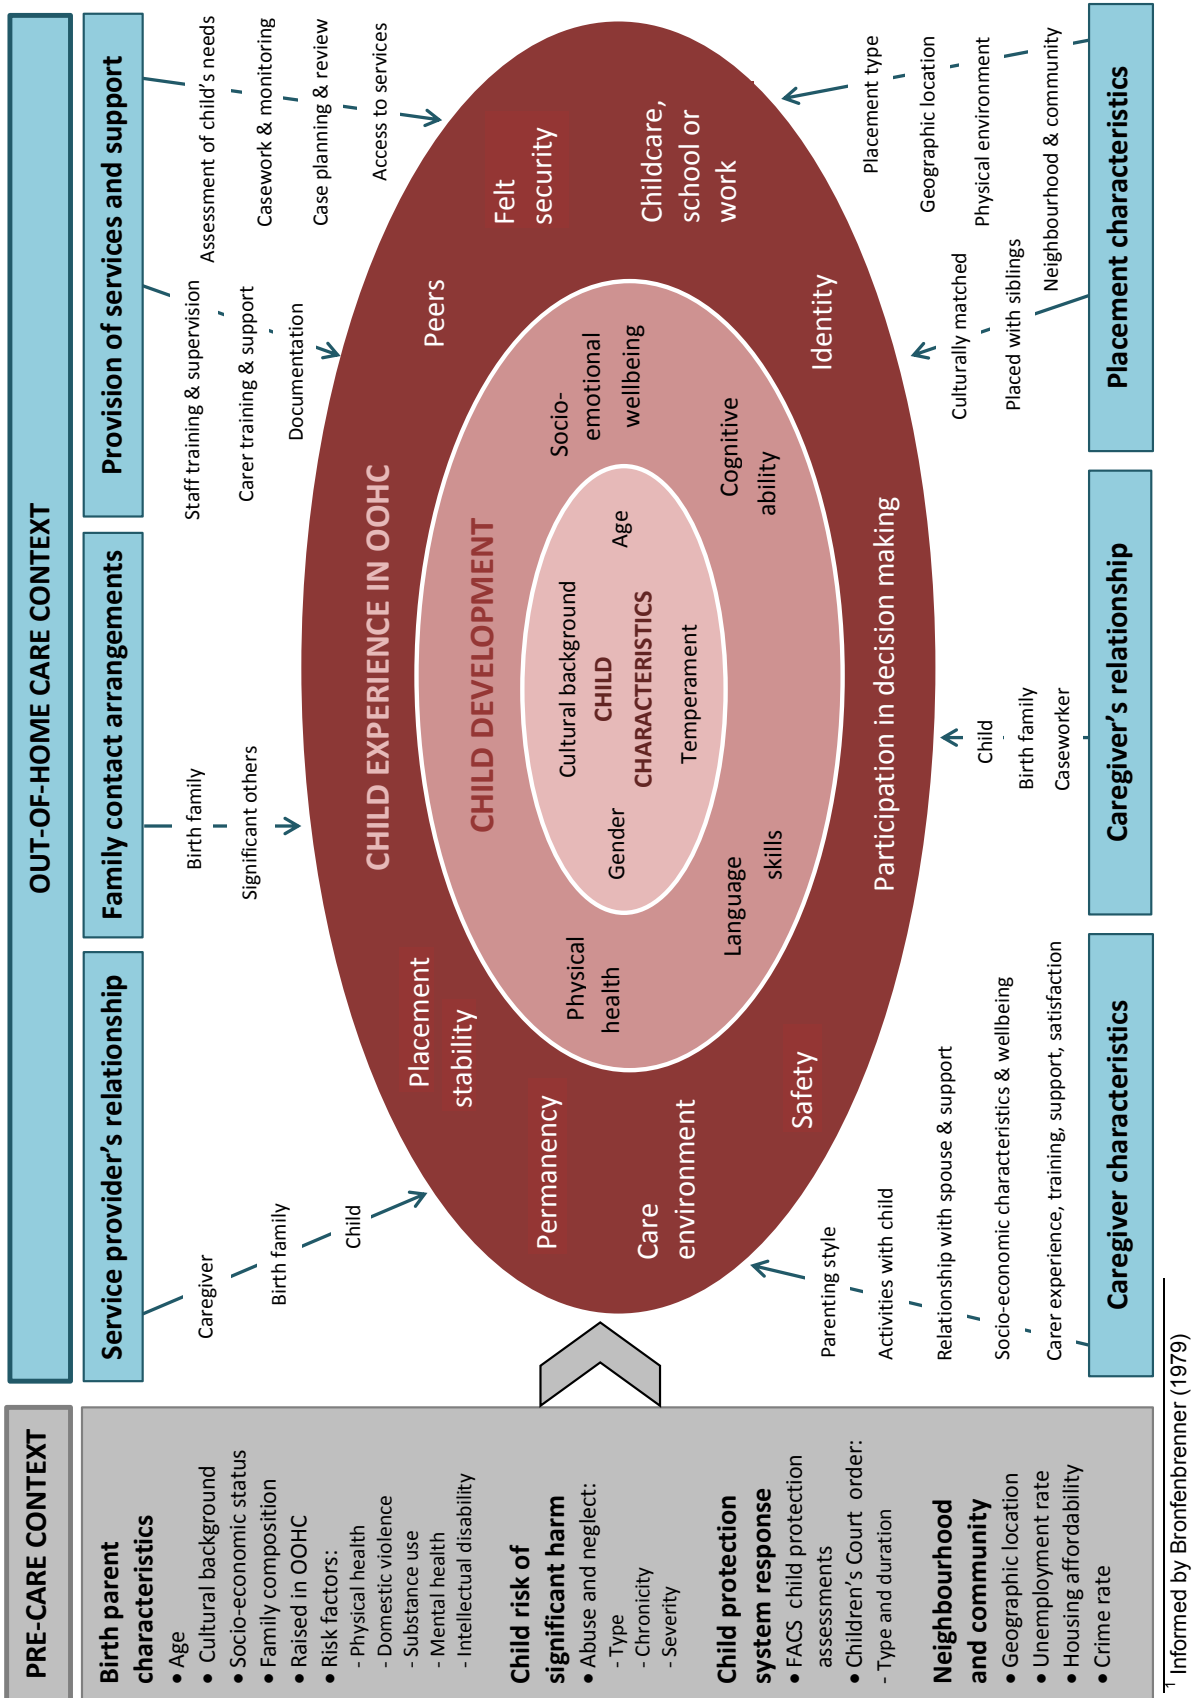 PRE-CARE CONTEXT
Birth parent
characteristics
• Age
• Cultural background
• Socio-economic status
• Family composition
• Raised in OOHC
• Risk factors:
- Physical health
- Domestic violence
- Substance use
- Mental health
- Intellectual disability
Child risk of
significant harm
• Abuse and neglect:
- Type
- Chronicity
- Severity
Child protection
system response
• FACS child protection
assessments
• Children's Court order:
- Type and duration
Neighbourhood
and community
• Geographic location
• Unemployment rate
• Housing affordability
• Crime rate
OUT-OF-HOME CARE CONTEXT
Service provider's relationship
Caregiver
Birth family
Child
Family contact arrangements
Birth family
Significant others
Provision of services and support
Staff training & supervision
Carer training & support
Documentation
Assessment of child's needs
Casework & monitoring
Case planning & review
Access to services
CHILD EXPERIENCE IN OOHC
Placement
stability
Permanency
Care
environment
Safety
Peers
Felt
security
Childcare,
school or
work
Identity
Participation in decision making
CHILD DEVELOPMENT
Physical
health
Socio-
emotional
wellbeing
Language
skills
Cognitive
ability
Cultural background
CHILD
CHARACTERISTICS
Gender
Age
Temperament
Parenting style
Activities with child
Relationship with spouse & support
Socio-economic characteristics & wellbeing
Carer experience, training, support, satisfaction
Caregiver characteristics
Child
Birth family
Caseworker
Caregiver's relationship
Placement type
Geographic location
Physical environment
Neighbourhood & community
Culturally matched
Placed with siblings
Placement characteristics
1 Informed by Bronfenbrenner (1979)